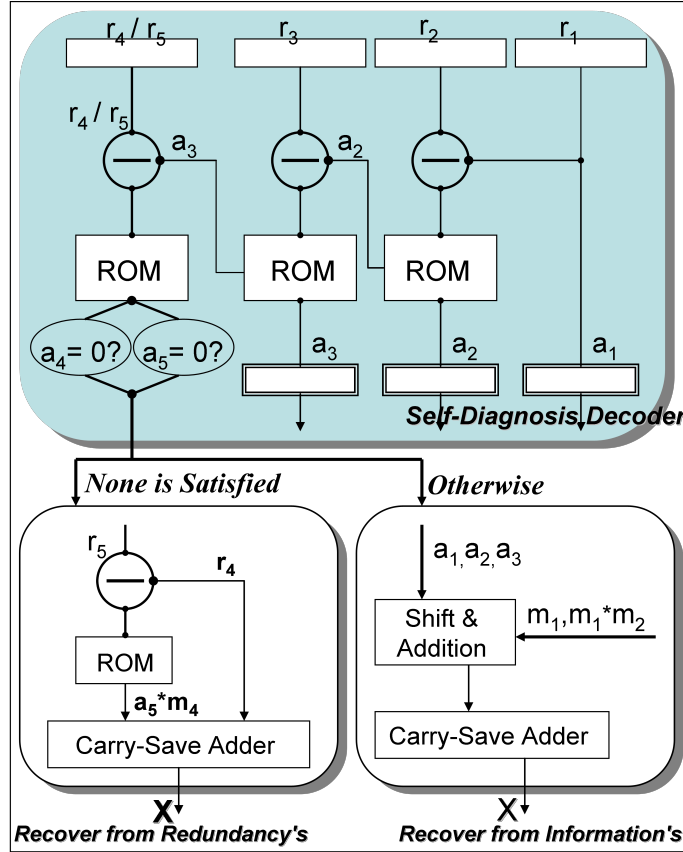 r4 / r5 r3 r2 r1
r4 / r5
a3 a2
ROM ROM ROM
a4= 0? a5= 0? a3 a2 a1
Self-Diagnosis Decoder
None is Satisfied Otherwise
r5 r4
a1,a2,a3
Shift &
Addition
m1,m1*m2
ROM
a5*m4
Carry-Save Adder Carry-Save Adder
X X
Recover from Redundancy's Recover from Information's